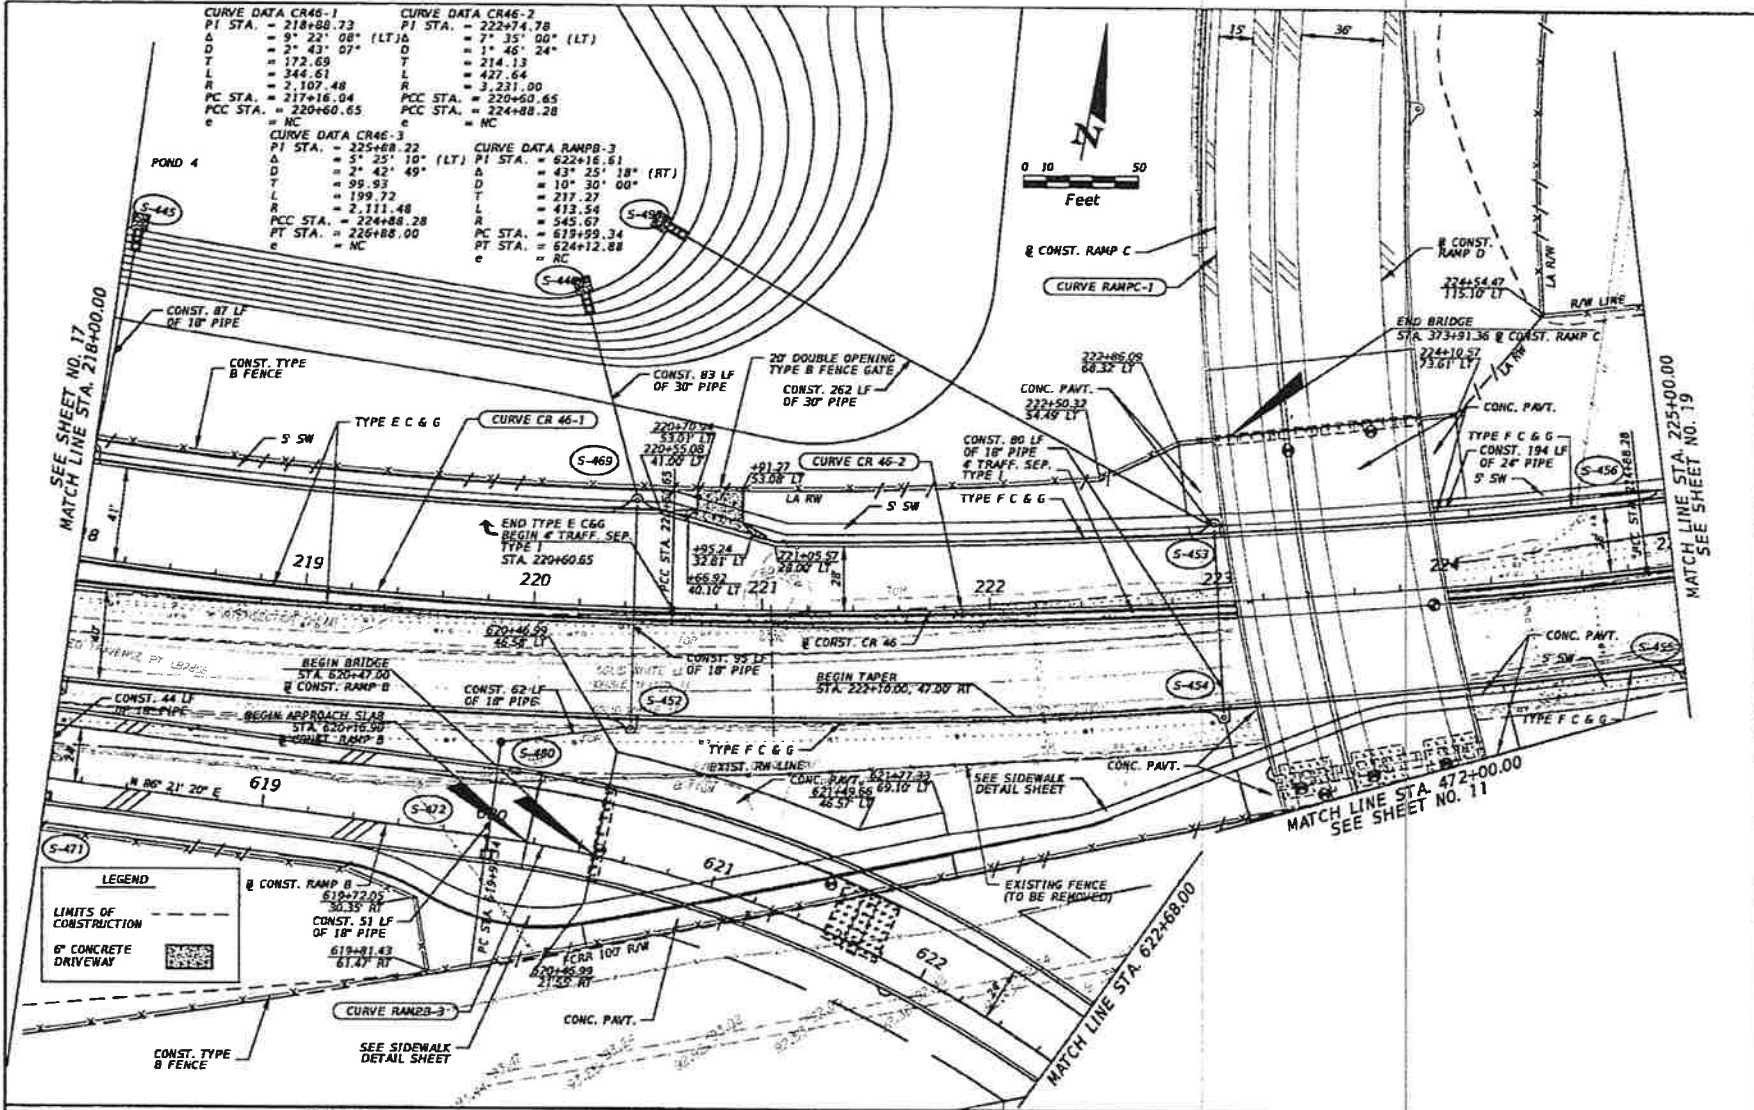 CURVE DATA CR46-1
PI STA. = 218+88.73
Δ = 9° 22' 08" (LT)
D = 2° 43' 07"
T = 172.69
L = 344.61
R = 2,107.48
PC STA. = 217+16.04
PCC STA. = 220+60.65
e = NC
CURVE DATA CR46-2
PI STA. = 222+74.78
Δ = 7° 35' 00" (LT)
D = 1° 46' 24"
T = 214.13
L = 427.64
R = 3,231.00
PCC STA. = 220+60.65
PCC STA. = 224+88.28
e = NC
CURVE DATA CR46-3
PI STA. = 225+88.22
Δ = 5° 25' 10" (LT)
D = 2° 42' 49"
T = 99.93
L = 199.72
R = 2,111.48
PCC STA. = 224+88.28
PT STA. = 226+88.00
e = NC
CURVE DATA RAMPB-3
PI STA. = 622+16.61
Δ = 43° 25' 18" (RT)
D = 10° 30' 00"
T = 217.27
L = 413.54
R = 545.67
PC STA. = 619+99.34
PT STA. = 624+12.88
e = RC
POND 4
S-445
S-446
N
0 10 50
Feet
15'
36'
℄ CONST. RAMP C
CURVE RAMPC-1
℄ CONST.
RAMP D
224+54.47
115.10' LT
LA R/W
R/W LINE
END BRIDGE
STA. 373+91.36 ℄ CONST. RAMP C
224+10.57
73.61' LT
LA RW
CONC. PAVT.
TYPE F C & G
CONST. 194 LF
OF 24" PIPE
S-456
5' SW
SEE SHEET NO. 17
MATCH LINE STA. 218+00.00
CONST. 87 LF
OF 18" PIPE
CONST. TYPE
B FENCE
TYPE E C & G
5' SW
CURVE CR 46-1
CONST. 83 LF
OF 30" PIPE
20' DOUBLE OPENING
TYPE B FENCE GATE
CONST. 262 LF
OF 30" PIPE
222+86.09
68.32' LT
CONC. PAVT.
222+50.32
54.49' LT
S-469
220+70.94
53.01' LT
220+55.08
41.00' LT
+91.27
53.08' LT
CURVE CR 46-2
CONST. 80 LF
OF 18" PIPE
4' TRAFF. SEP.
TYPE I
TYPE F C & G
LA RW
5' SW
END TYPE E C&G
BEGIN 4' TRAFF. SEP.
TYPE I
STA. 220+60.65
+95.24
32.81' LT
+66.92
40.10' LT
221+05.57
28.00' LT
28'
S-453
41'
219
220
221
222
223
224
MATCH LINE STA. 225+00.00
SEE SHEET NO. 19
40'
620+46.99
46.58' LT
CONST. 95 LF
OF 18" PIPE
℄ CONST. CR 46
BEGIN TAPER
STA. 222+10.00, 47.00' RT
S-454
CONC. PAVT.
5' SW
S-455
TYPE F C & G
BEGIN BRIDGE
STA. 620+47.00
℄ CONST. RAMP B
CONST. 62 LF
OF 18" PIPE
S-452
CONST. 44 LF
OF 18" PIPE
BEGIN APPROACH SLAB
STA. 620+16.90
℄ CONST. RAMP B
S-480
TYPE F C & G
EXIST. RW LINE
CONC. PAVT.
621+77.33
69.10' LT
621+49.66
46.57' LT
SEE SIDEWALK
DETAIL SHEET
CONC. PAVT.
MATCH LINE STA. 472+00.00
SEE SHEET NO. 11
N 86° 21' 20" E
619
S-472
621
S-471
℄ CONST. RAMP B
619+72.05
30.35' RT
CONST. 51 LF
OF 18" PIPE
619+81.43
61.47' RT
FCRR 100' R/W
EXISTING FENCE
(TO BE REMOVED)
LEGEND
LIMITS OF
CONSTRUCTION
6" CONCRETE
DRIVEWAY
622
24'
MATCH LINE STA. 622+68.00
CURVE RAMPB-3
CONC. PAVT.
CONST. TYPE
B FENCE
SEE SIDEWALK
DETAIL SHEET